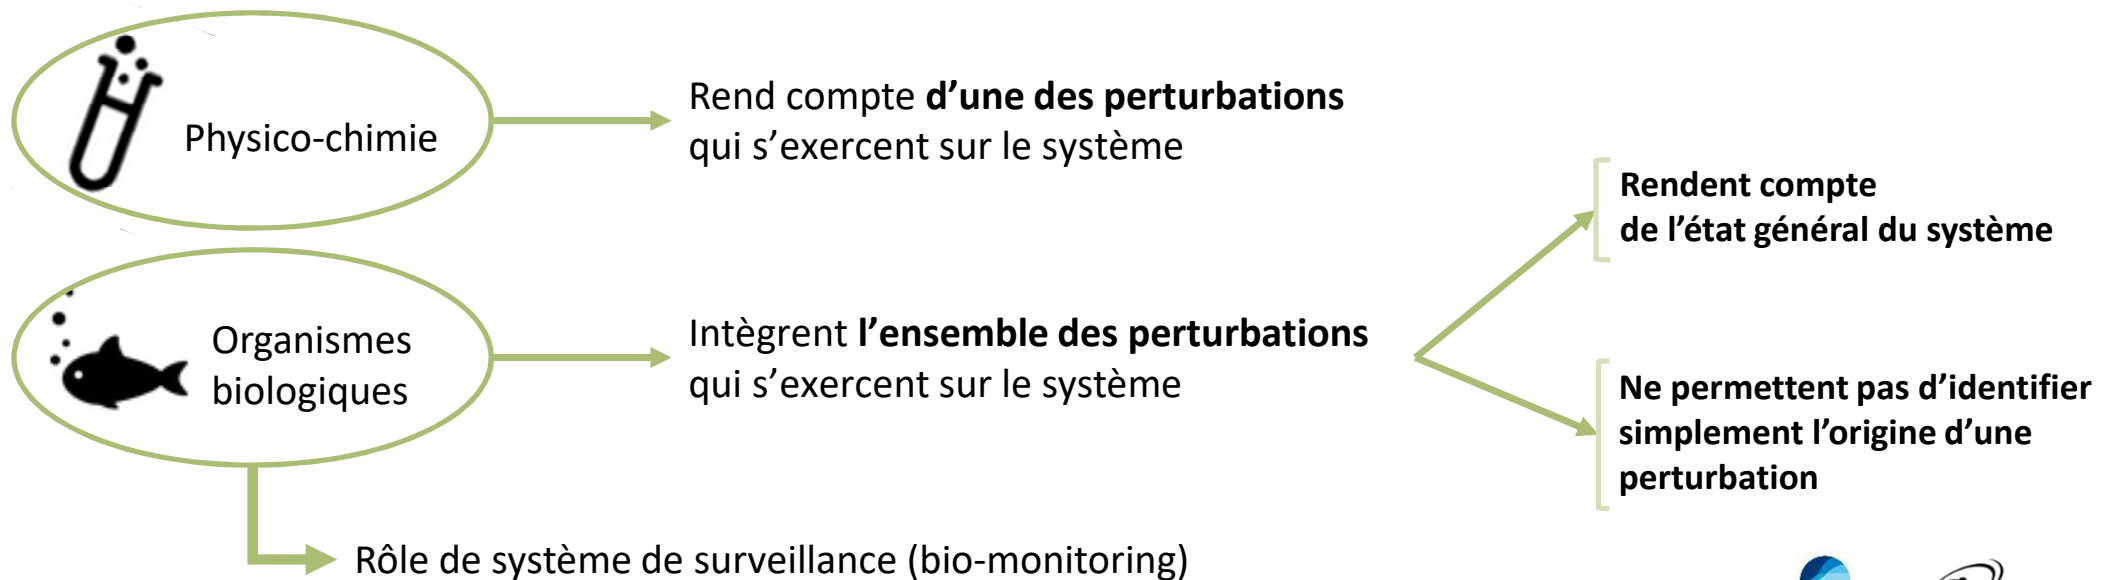 Physico-chimie
Rend compte d’une des perturbations
qui s’exercent sur le système
Organismes
biologiques
Intègrent l’ensemble des perturbations
qui s’exercent sur le système
Rendent compte
de l’état général du système
Ne permettent pas d’identifier
simplement l’origine d’une
perturbation
Rôle de système de surveillance (bio-monitoring)